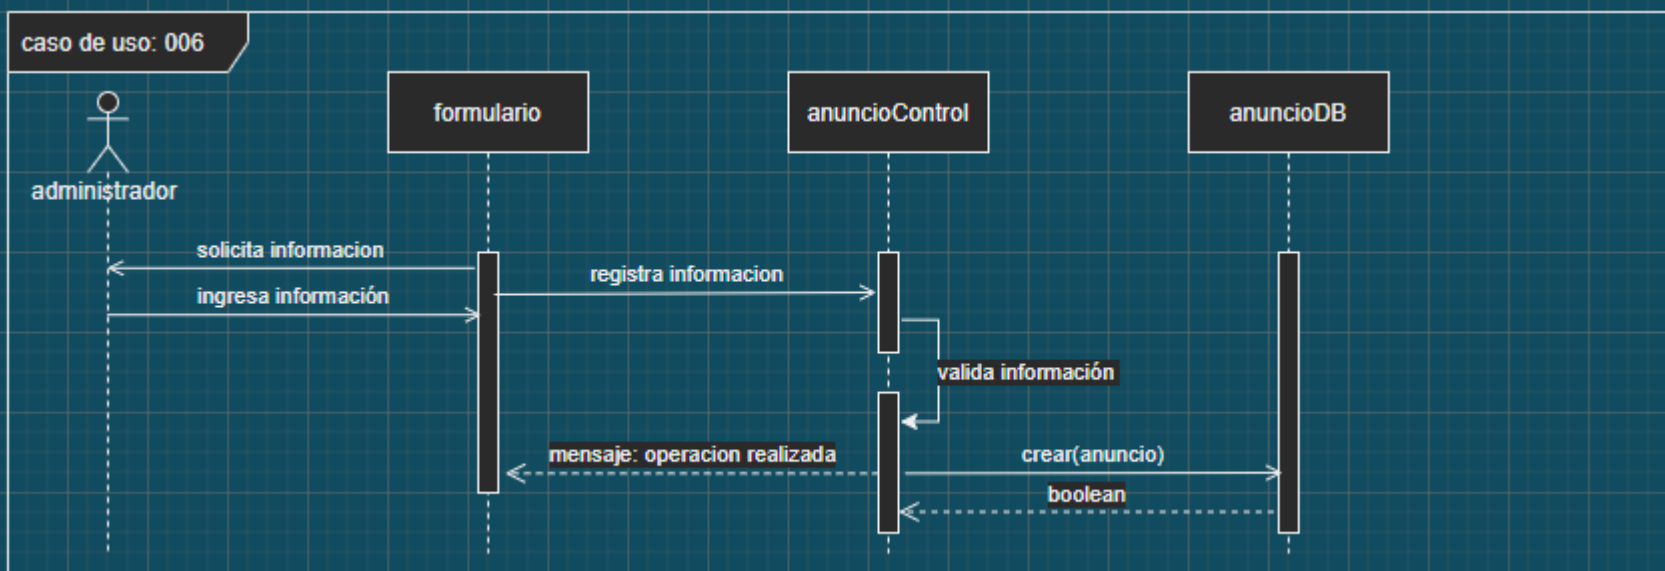 caso de uso: 006
formulario
anuncioControl
anuncioDB
administrador
solicita informacion
registra informacion
ingresa información
valida información
mensaje: operacion realizada
crear(anuncio)
boolean